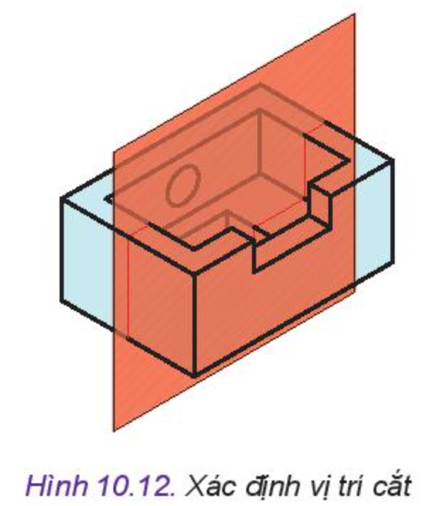 Hình 10.12. Xác định vị trí cắt